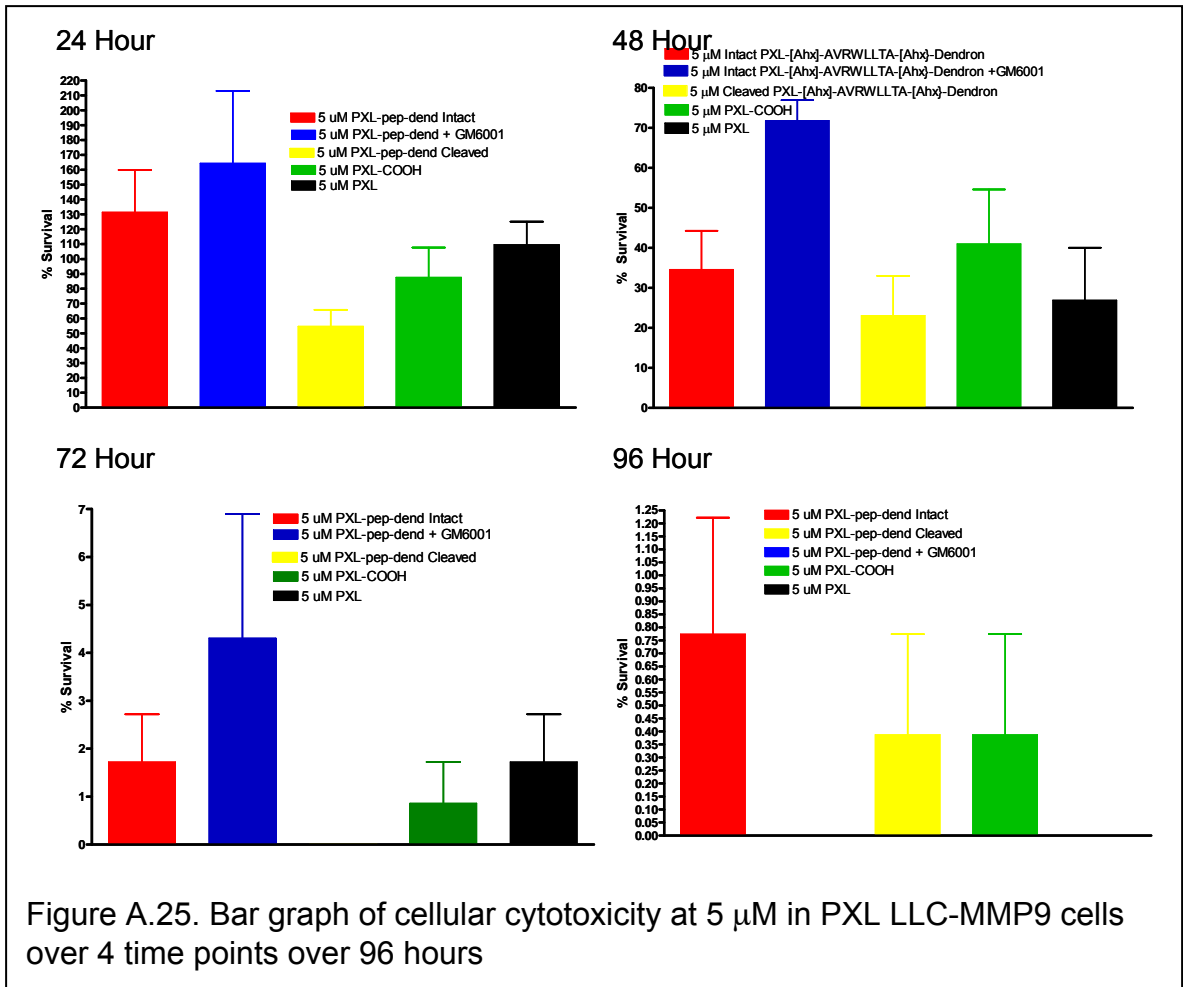 24 Hour
220
210
200
190
180
170
160
150
140
130
120
110
100
90
80
70
60
50
40
30
20
10
0
% Survival
5 uM PXL-pep-dend Intact
5 uM PXL-pep-dend + GM6001
5 uM PXL-pep-dend Cleaved
5 uM PXL-COOH
5 uM PXL
48 Hour
5 μM Intact PXL-[Ahx]-AVRWLLTA-[Ahx}-Dendron
5 μM Intact PXL-[Ahx]-AVRWLLTA-[Ahx}-Dendron +GM6001
5 μM Cleaved PXL-[Ahx]-AVRWLLTA-[Ahx}-Dendron
5 μM PXL-COOH
5 μM PXL
80
70
60
50
40
30
20
10
0
% Survival
72 Hour
7
6
5
4
3
2
1
0
% Survival
5 uM PXL-pep-dend Intact
5 uM PXL-pep-dend + GM6001
5 uM PXL-pep-dend Cleaved
5 uM PXL-COOH
5 uM PXL
96 Hour
1.25
1.20
1.15
1.10
1.05
1.00
0.95
0.90
0.85
0.80
0.75
0.70
0.65
0.60
0.55
0.50
0.45
0.40
0.35
0.30
0.25
0.20
0.15
0.10
0.05
0.00
% Survival
5 uM PXL-pep-dend Intact
5 uM PXL-pep-dend Cleaved
5 uM PXL-pep-dend + GM6001
5 uM PXL-COOH
5 uM PXL
Figure A.25. Bar graph of cellular cytotoxicity at 5 μM in PXL LLC-MMP9 cells
over 4 time points over 96 hours